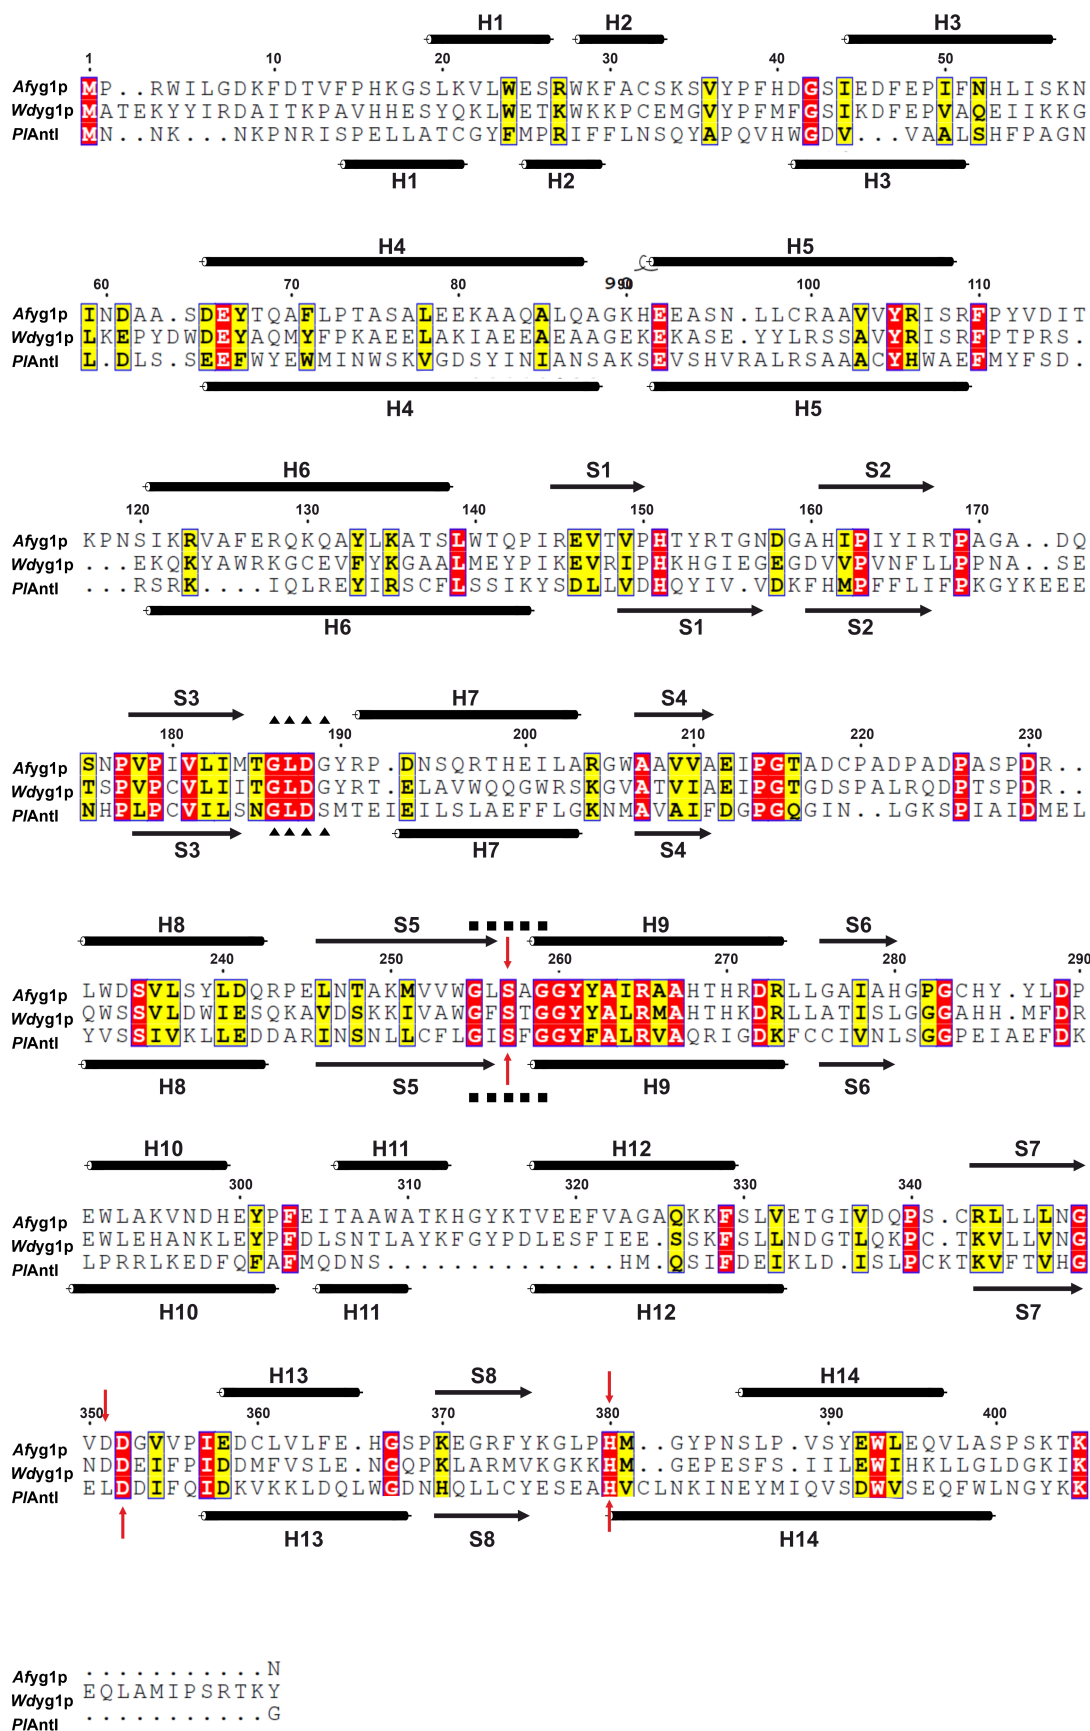 H1 H2 H3
1 10 20 30 40 50
Afyg1p MP..RWILGDKFDTVFPHKGSLKVLWESRWKFACSKSVYPFHDGSIEDFEPIFNHLISKN
Wdyg1p MATEKYYIRDAITKPAVHHESYQKLWETKWKKPCEMGVYPFMFGSIKDFEPVAQEIIKKG
PlAntI MN..NK...NKPNRISPELLATCGYFMPRIFFLNSQYAPQVHWGDV...VAALSHFPAGN
H1 H2 H3
H4 H5
60 70 80 990 100 110
Afyg1p INDAA.SDEYTQAFLPTASALEEKAAQALQAGKHEEASN.LLCRAAVVYRISRFPYVDIT
Wdyg1p LKEPYDWDEYAQMYFPKAEELAKIAEEAEAAGEKEKASE.YYLRSSAVYRISRFPTPRS.
PlAntI L.DLS.SEEFWYEWMINWSKVGDSYINIANSAKSEVSHVRALRSAAACYHWAEFMYFSD.
H4 H5
H6 S1 S2
120 130 140 150 160 170
Afyg1p KPNSIKRVAFERQKQAYLKATSLWTQPIREVTVPHTYRTGNDGAHIPIYIRTPAGA..DQ
Wdyg1p ...EKQKYAWRKGCEVFYKGAALMEYPIKEVRIPHKHGIEGEGDVVPVNFLLPPNA..SE
PlAntI ...RSRK....IQLREYIRSCFLSSIKYSDLLVDHQYIV.VDKFHMPFFLIFPKGYKEEE
H6 S1 S2
S3 H7 S4
180 190 200 210 220 230
Afyg1p SNPVPIVLIMTGLDGYRP.DNSQRTHEILARGWAAVVAEIPGTADCPADPADPASPDR..
Wdyg1p TSPVPCVLIITGLDGYRT.ELAVWQQGWRSKGVATVIAEIPGTGDSPALRQDPTSPDR..
PlAntI NHPLPCVILSNGLDSMTEIEILSLAEFFLGKNMAVAIFDGPGQGIN..LGKSPIAIDMEL
S3 H7 S4
H8 S5 H9 S6
240 250 260 270 280 290
Afyg1p LWDSVLSYLDQRPELNTAKMVVWGLSAGGYYAIRAAHTHRDRLLGAIAHGPGCHY.YLDP
Wdyg1p QWSSVLDWIESQKAVDSKKIVAWGFSTGGYYALRMAHTHKDRLLATISLGGGAHH.MFDR
PlAntI YVSSIVKLLEDDARINSNLLCFLGISFGGYFALRVAQRIGDKFCCIVNLSGGPEIAEFDK
H8 S5 H9 S6
H10 H11 H12 S7
300 310 320 330 340
Afyg1p EWLAKVNDHEYPFEITAAWATKHGYKTVEEFVAGAQKKFSLVETGIVDQPS.CRLLLLNG
Wdyg1p EWLEHANKLEYPFDLSNTLAYKFGYPDLESFIEE.SSKFSLLNDGTLQKPC.TKVLLVNG
PlAntI LPRRLKEDFQFAFMQDNS..............HM.QSIFDEIKLD.ISLPCKTKVFTVHG
H10 H11 H12 S7
H13 S8 H14
350 360 370 380 390 400
Afyg1p VDDGVVPIEDCLVLFE.HGSPKEGRFYKGLPHM..GYPNSLP.VSYEWLEQVLASPSKTK
Wdyg1p NDDEIFPIDDMFVSLE.NGQPKLARMVKGKKHM..GEPESFS.IILEWIHKLLGLDGKIK
PlAntI ELDDIFQIDKVKKLDQLWGDNHQLLCYESEAHVCLNKINEYMIQVSDWVSEQFWLNGYKK
H13 S8 H14
Afyg1p ...........N
Wdyg1p EQLAMIPSRTKY
PlAntI ...........G